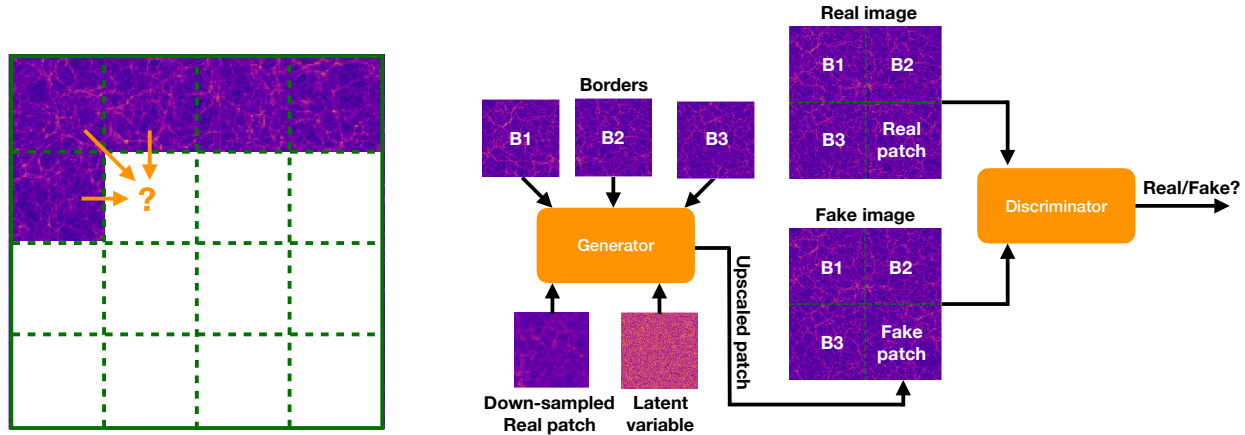 ?
Borders
B1
B2
B3
Generator
Down-sampled
Real patch
Latent
variable
Upscaled patch
Real image
B1
B2
B3
Real
patch
Fake image
B1
B2
B3
Fake
patch
Discriminator
Real/Fake?